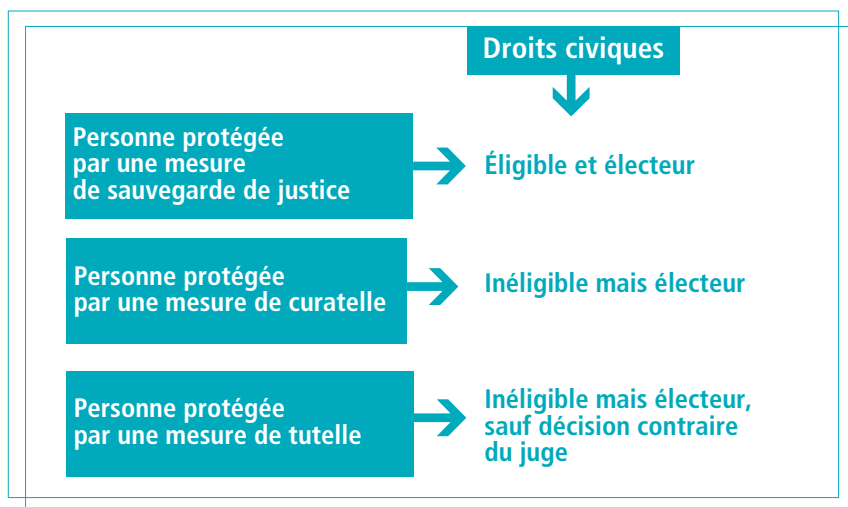 Droits civiques
Personne protégée
par une mesure
de sauvegarde de justice
Éligible et électeur
Personne protégée
par une mesure de curatelle
Inéligible mais électeur
Personne protégée
par une mesure de tutelle
Inéligible mais électeur,
sauf décision contraire
du juge